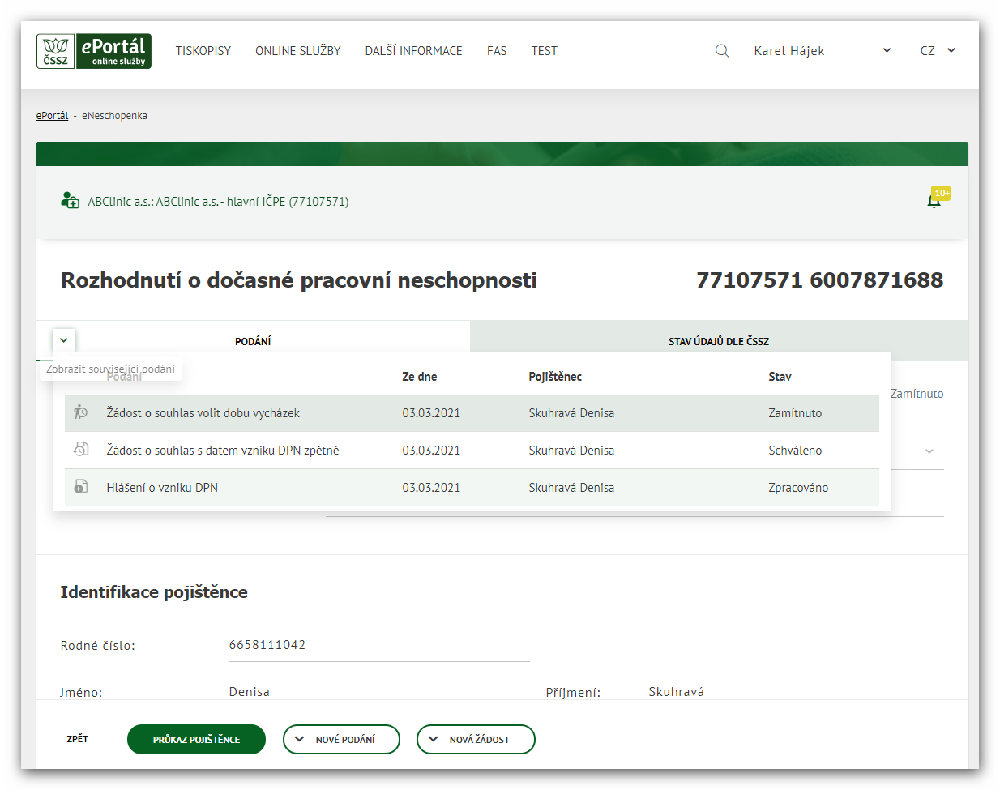 ČSSZ ePortál online služby TISKOPISY ONLINE SLUŽBY DALŠÍ INFORMACE FAS TEST Karel Hájek CZ
ePortál - eNeschopenka
ABClinic a.s.: ABClinic a.s. - hlavní IČPE (77107571) 10+
Rozhodnutí o dočasné pracovní neschopnosti 77107571 6007871688
PODÁNÍ STAV ÚDAJŮ DLE ČSSZ
Zobrazit související podání
Podání Ze dne Pojištěnec Stav
Zamítnuto
Žádost o souhlas volit dobu vycházek 03.03.2021 Skuhravá Denisa Zamítnuto
Žádost o souhlas s datem vzniku DPN zpětně 03.03.2021 Skuhravá Denisa Schváleno
Hlášení o vzniku DPN 03.03.2021 Skuhravá Denisa Zpracováno
Identifikace pojištěnce
Rodné číslo: 6658111042
Jméno: Denisa Příjmení: Skuhravá
ZPĚT PRŮKAZ POJIŠTĚNCE NOVÉ PODÁNÍ NOVÁ ŽÁDOST